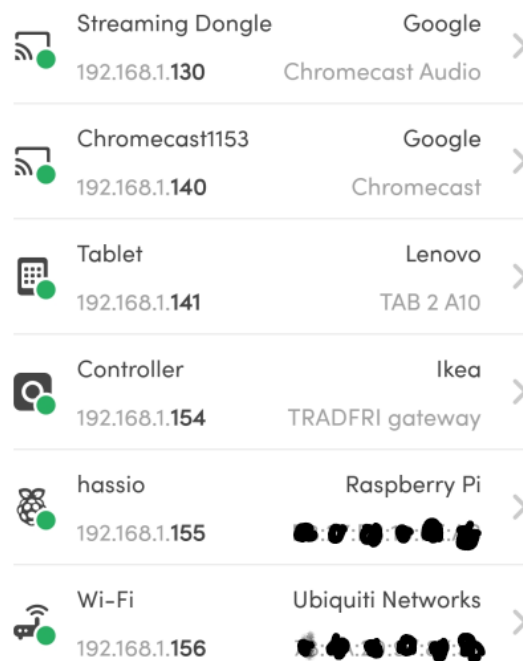 Streaming Dongle Google
192.168.1.130 Chromecast Audio
Chromecast1153 Google
192.168.1.140 Chromecast
Tablet Lenovo
192.168.1.141 TAB 2 A10
Controller Ikea
192.168.1.154 TRADFRI gateway
hassio Raspberry Pi
192.168.1.155
Wi-Fi Ubiquiti Networks
192.168.1.156